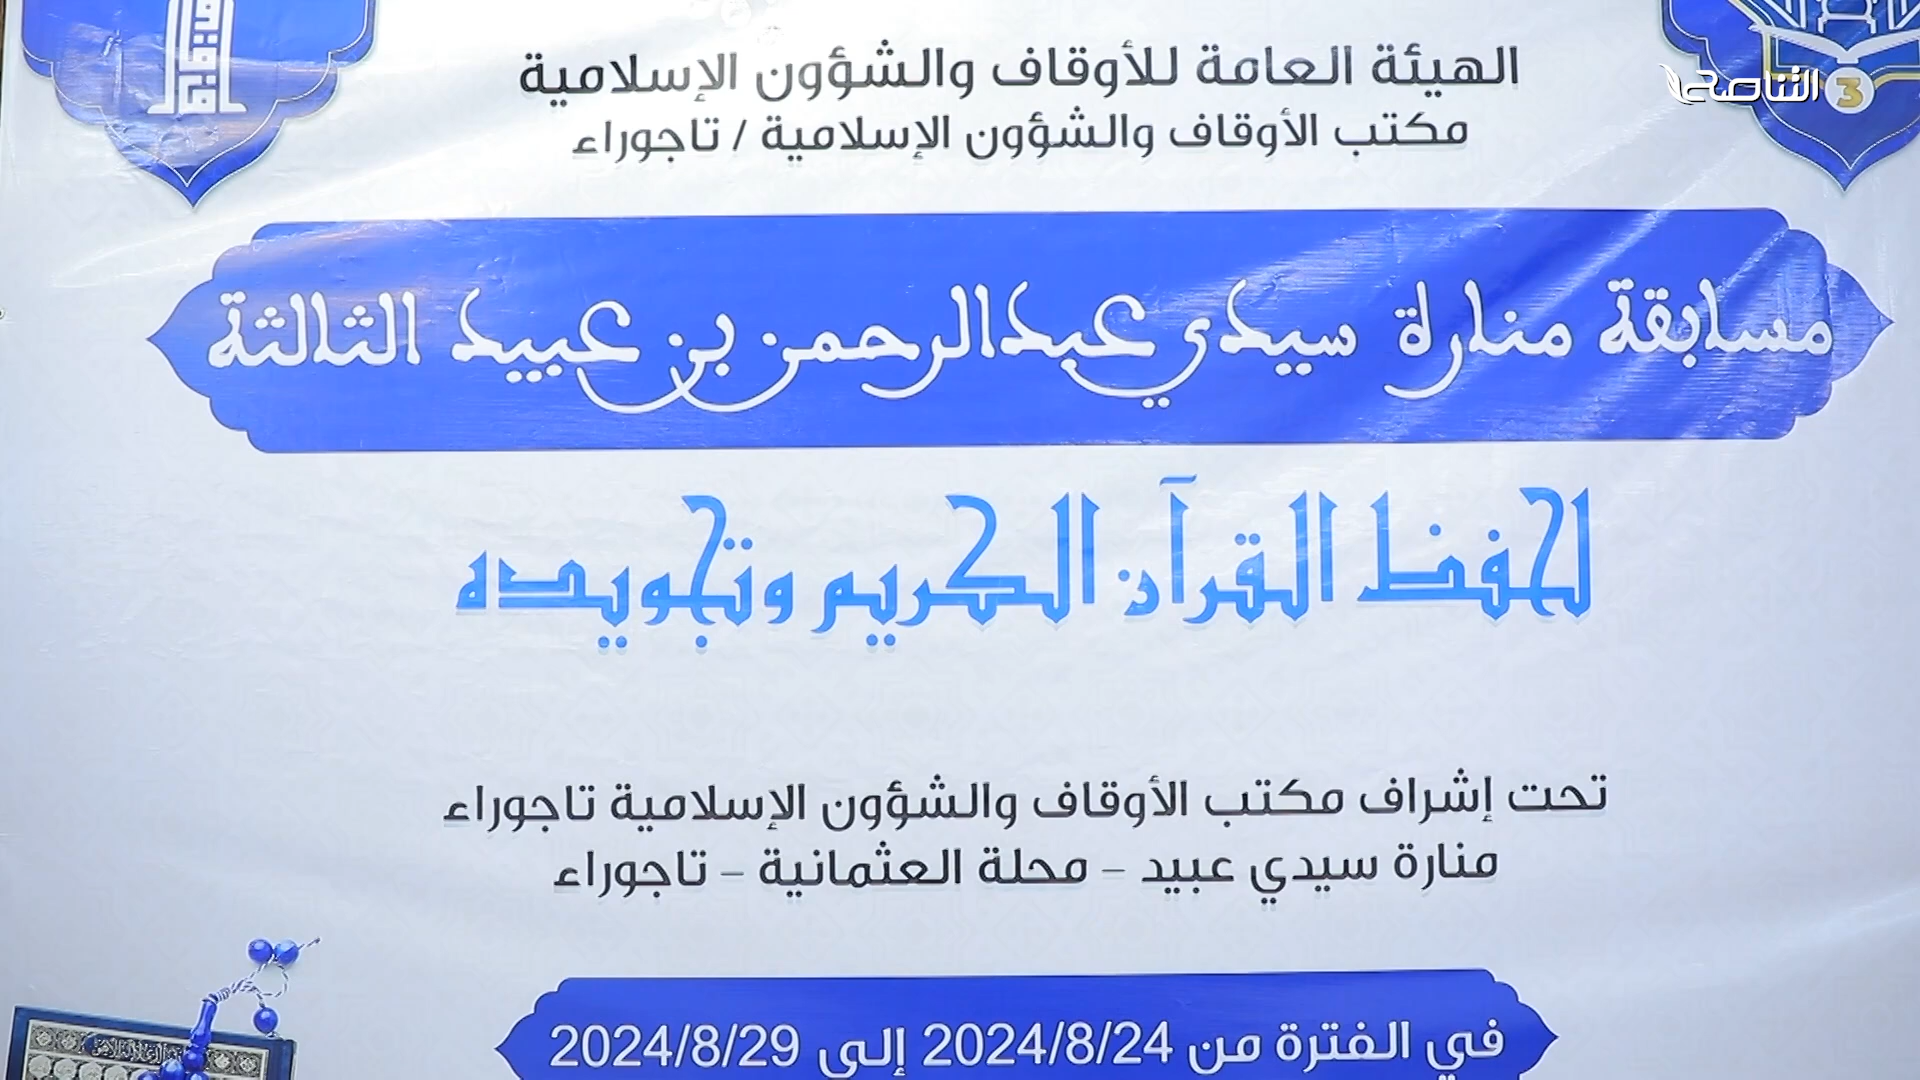 الهيئة العامة للأوقاف والشؤون الإسلامية
مكتب الأوقاف والشؤون الإسلامية / تاجوراء
التناصح
3
مسابقة منارة سيدي عبدالرحمن بن عبيد الثالثة
لحفظ القرآن الكريم وتجويده
تحت إشراف مكتب الأوقاف والشؤون الإسلامية تاجوراء
منارة سيدي عبيد - محلة العثمانية - تاجوراء
في الفترة من 2024/8/24 إلى 2024/8/29